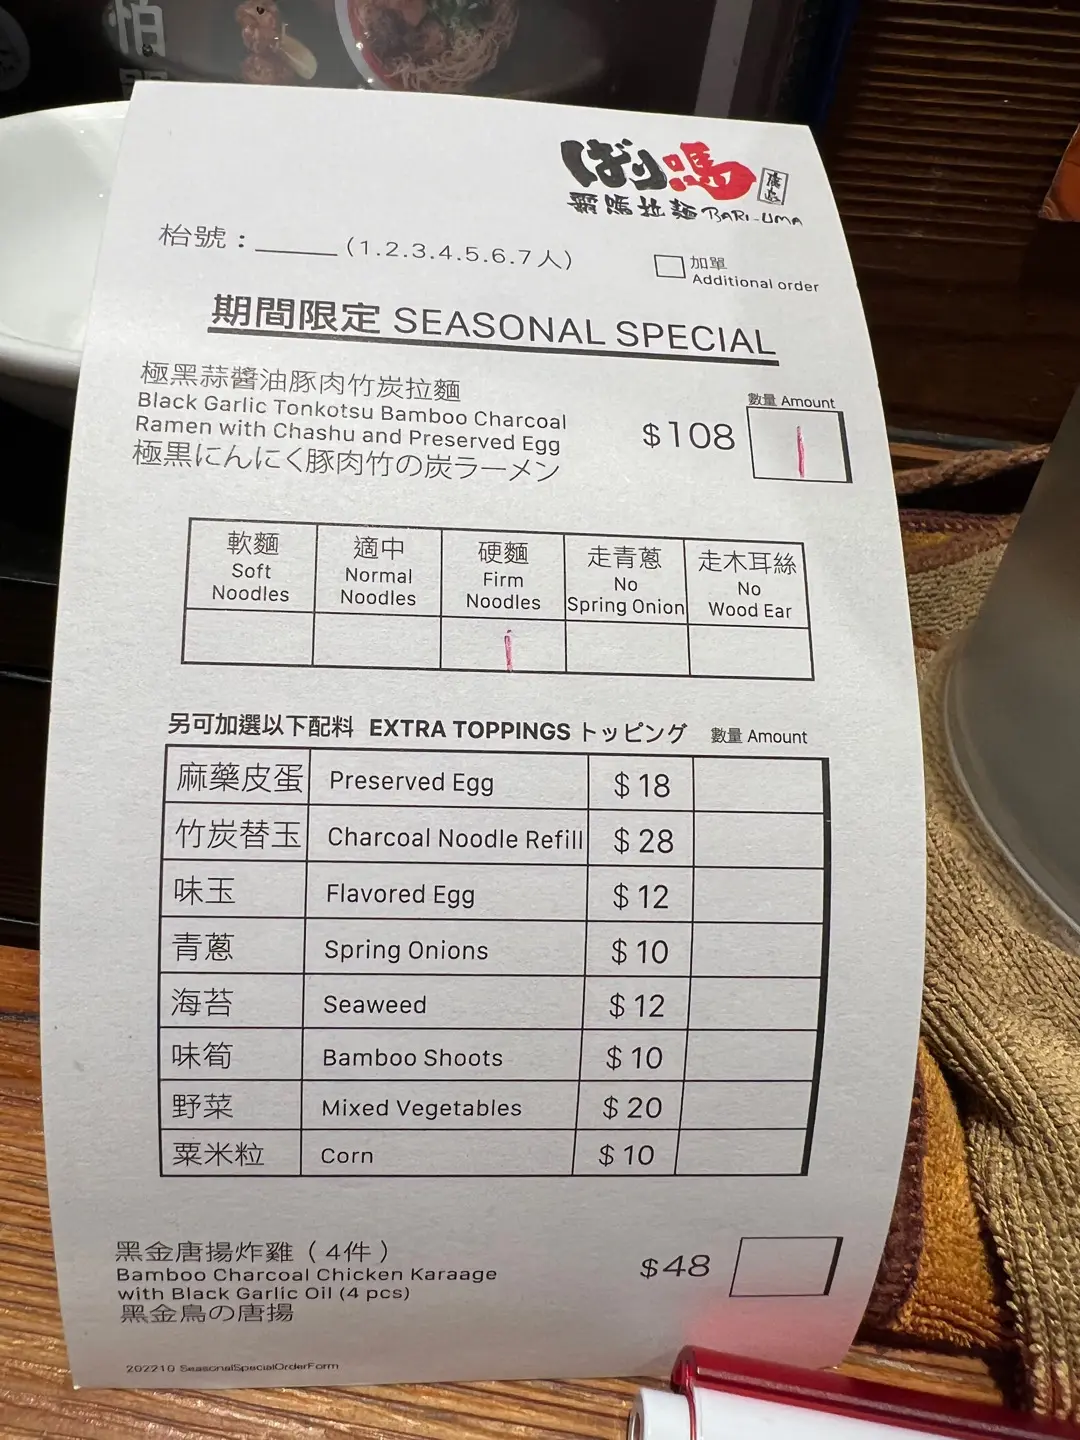 怕
ばり嗎
霸嗎拉麵 BARI-UMA
枱號：______ (1.2.3.4.5.6.7人)
加單
Additional order
期間限定 SEASONAL SPECIAL
極黑蒜醬油豚肉竹炭拉麵
Black Garlic Tonkotsu Bamboo Charcoal
Ramen with Chashu and Preserved Egg
極黒にんにく豚肉竹の炭ラーメン
$108
數量 Amount
1
軟麵 Soft Noodles
適中 Normal Noodles
硬麵 Firm Noodles
走青蔥 No Spring Onion
走木耳絲 No Wood Ear
1
另可加選以下配料 EXTRA TOPPINGS トッピング 數量 Amount
麻藥皮蛋 Preserved Egg $18
竹炭替玉 Charcoal Noodle Refill $28
味玉 Flavored Egg $12
青蔥 Spring Onions $10
海苔 Seaweed $12
味筍 Bamboo Shoots $10
野菜 Mixed Vegetables $20
粟米粒 Corn $10
黑金唐揚炸雞（4件）
Bamboo Charcoal Chicken Karaage
with Black Garlic Oil (4 pcs)
黑金鳥の唐揚
$48
202210 SeasonalSpecialOrderForm